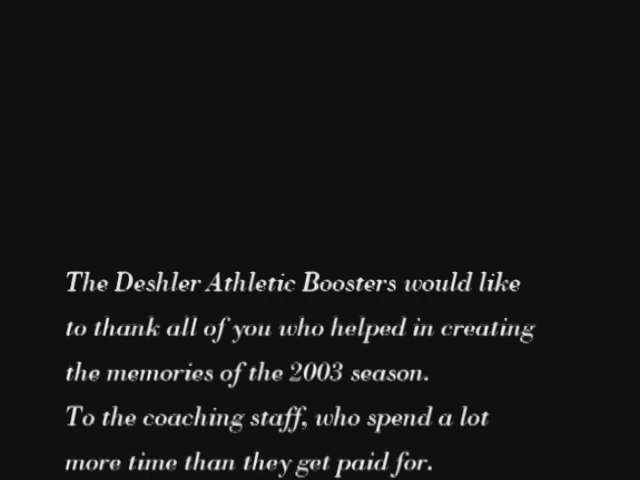 The Deshler Athletic Boosters would like
to thank all of you who helped in creating
the memories of the 2003 season.
To the coaching staff, who spend a lot
more time than they get paid for.